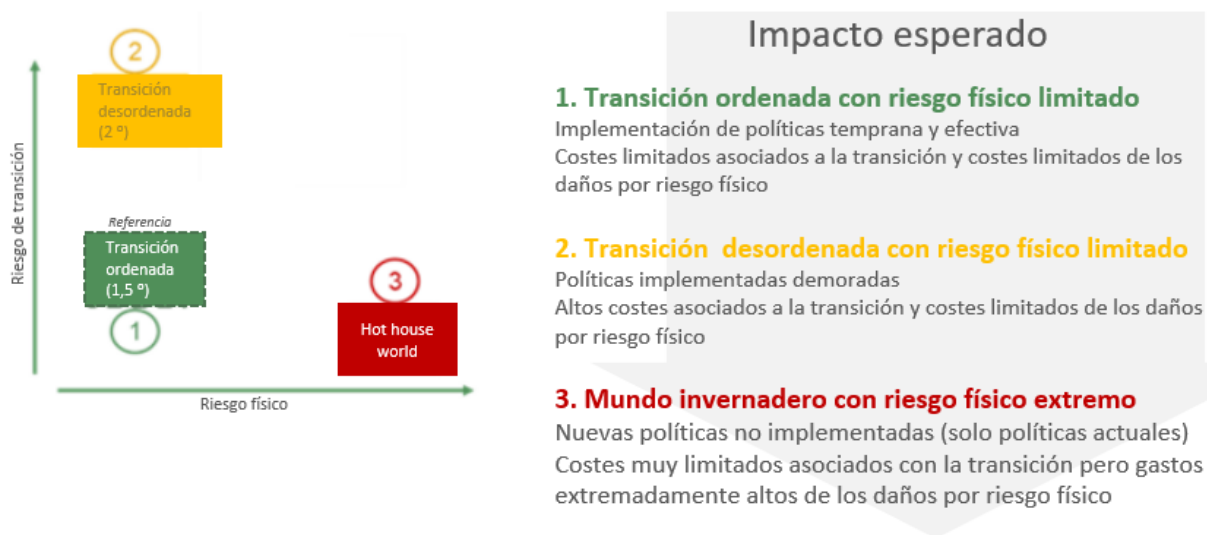 2
Transición
desordenada
(2 º)
Riesgo de transición
Referencia
Transición
ordenada
(1,5 º)
1
3
Hot house
world
Riesgo físico
Impacto esperado
1. Transición ordenada con riesgo físico limitado
Implementación de políticas temprana y efectiva
Costes limitados asociados a la transición y costes limitados de los
daños por riesgo físico
2. Transición  desordenada con riesgo físico limitado
Políticas implementadas demoradas
Altos costes asociados a la transición y costes limitados de los daños
por riesgo físico
3. Mundo invernadero con riesgo físico extremo
Nuevas políticas no implementadas (solo políticas actuales)
Costes muy limitados asociados con la transición pero gastos
extremadamente altos de los daños por riesgo físico